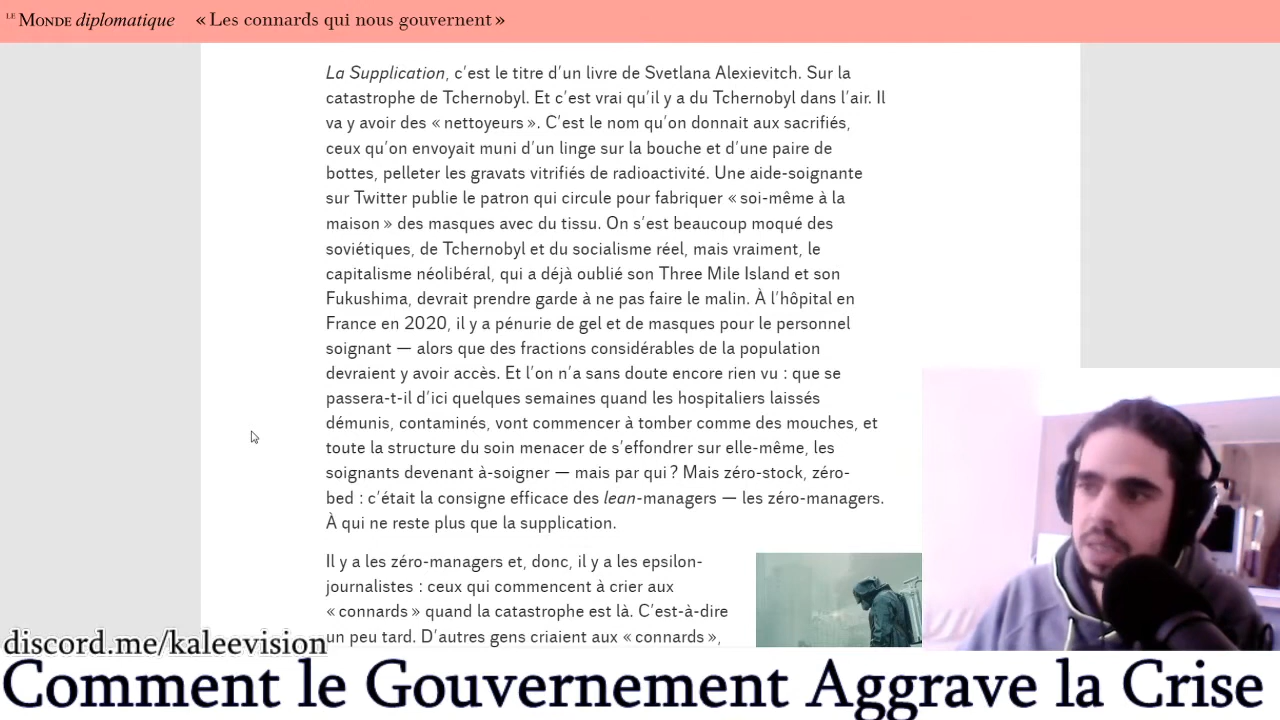 LE MONDE diplomatique « Les connards qui nous gouvernent »
La Supplication, c’est le titre d’un livre de Svetlana Alexievitch. Sur la
catastrophe de Tchernobyl. Et c’est vrai qu’il y a du Tchernobyl dans l’air. Il
va y avoir des « nettoyeurs ». C’est le nom qu’on donnait aux sacrifiés,
ceux qu’on envoyait muni d’un linge sur la bouche et d’une paire de
bottes, pelleter les gravats vitrifiés de radioactivité. Une aide-soignante
sur Twitter publie le patron qui circule pour fabriquer « soi-même à la
maison » des masques avec du tissu. On s’est beaucoup moqué des
soviétiques, de Tchernobyl et du socialisme réel, mais vraiment, le
capitalisme néolibéral, qui a déjà oublié son Three Mile Island et son
Fukushima, devrait prendre garde à ne pas faire le malin. À l’hôpital en
France en 2020, il y a pénurie de gel et de masques pour le personnel
soignant — alors que des fractions considérables de la population
devraient y avoir accès. Et l’on n’a sans doute encore rien vu : que se
passera-t-il d’ici quelques semaines quand les hospitaliers laissés
démunis, contaminés, vont commencer à tomber comme des mouches, et
toute la structure du soin menacer de s’effondrer sur elle-même, les
soignants devenant à-soigner — mais par qui ? Mais zéro-stock, zéro-
bed : c’était la consigne efficace des lean-managers — les zéro-managers.
À qui ne reste plus que la supplication.
Il y a les zéro-managers et, donc, il y a les epsilon-
journalistes : ceux qui commencent à crier aux
« connards » quand la catastrophe est là. C’est-à-dire
un peu tard. D’autres gens criaient aux « connards »,
discord.me/kaleevision
Comment le Gouvernement Aggrave la Crise